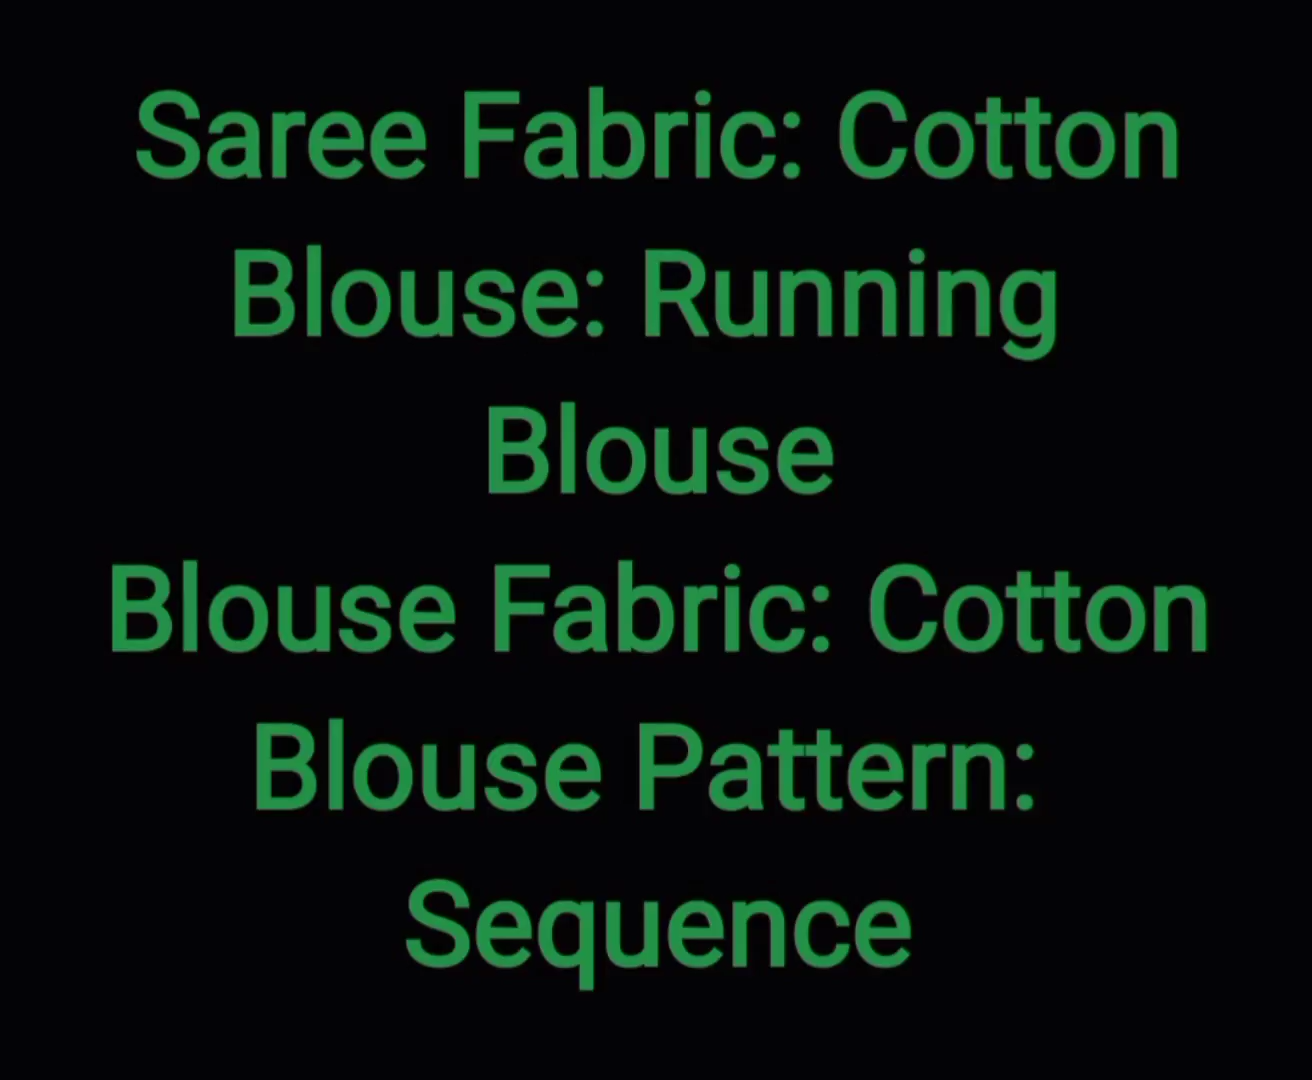 Saree Fabric: Cotton
Blouse: Running
Blouse
Blouse Fabric: Cotton
Blouse Pattern:
Sequence